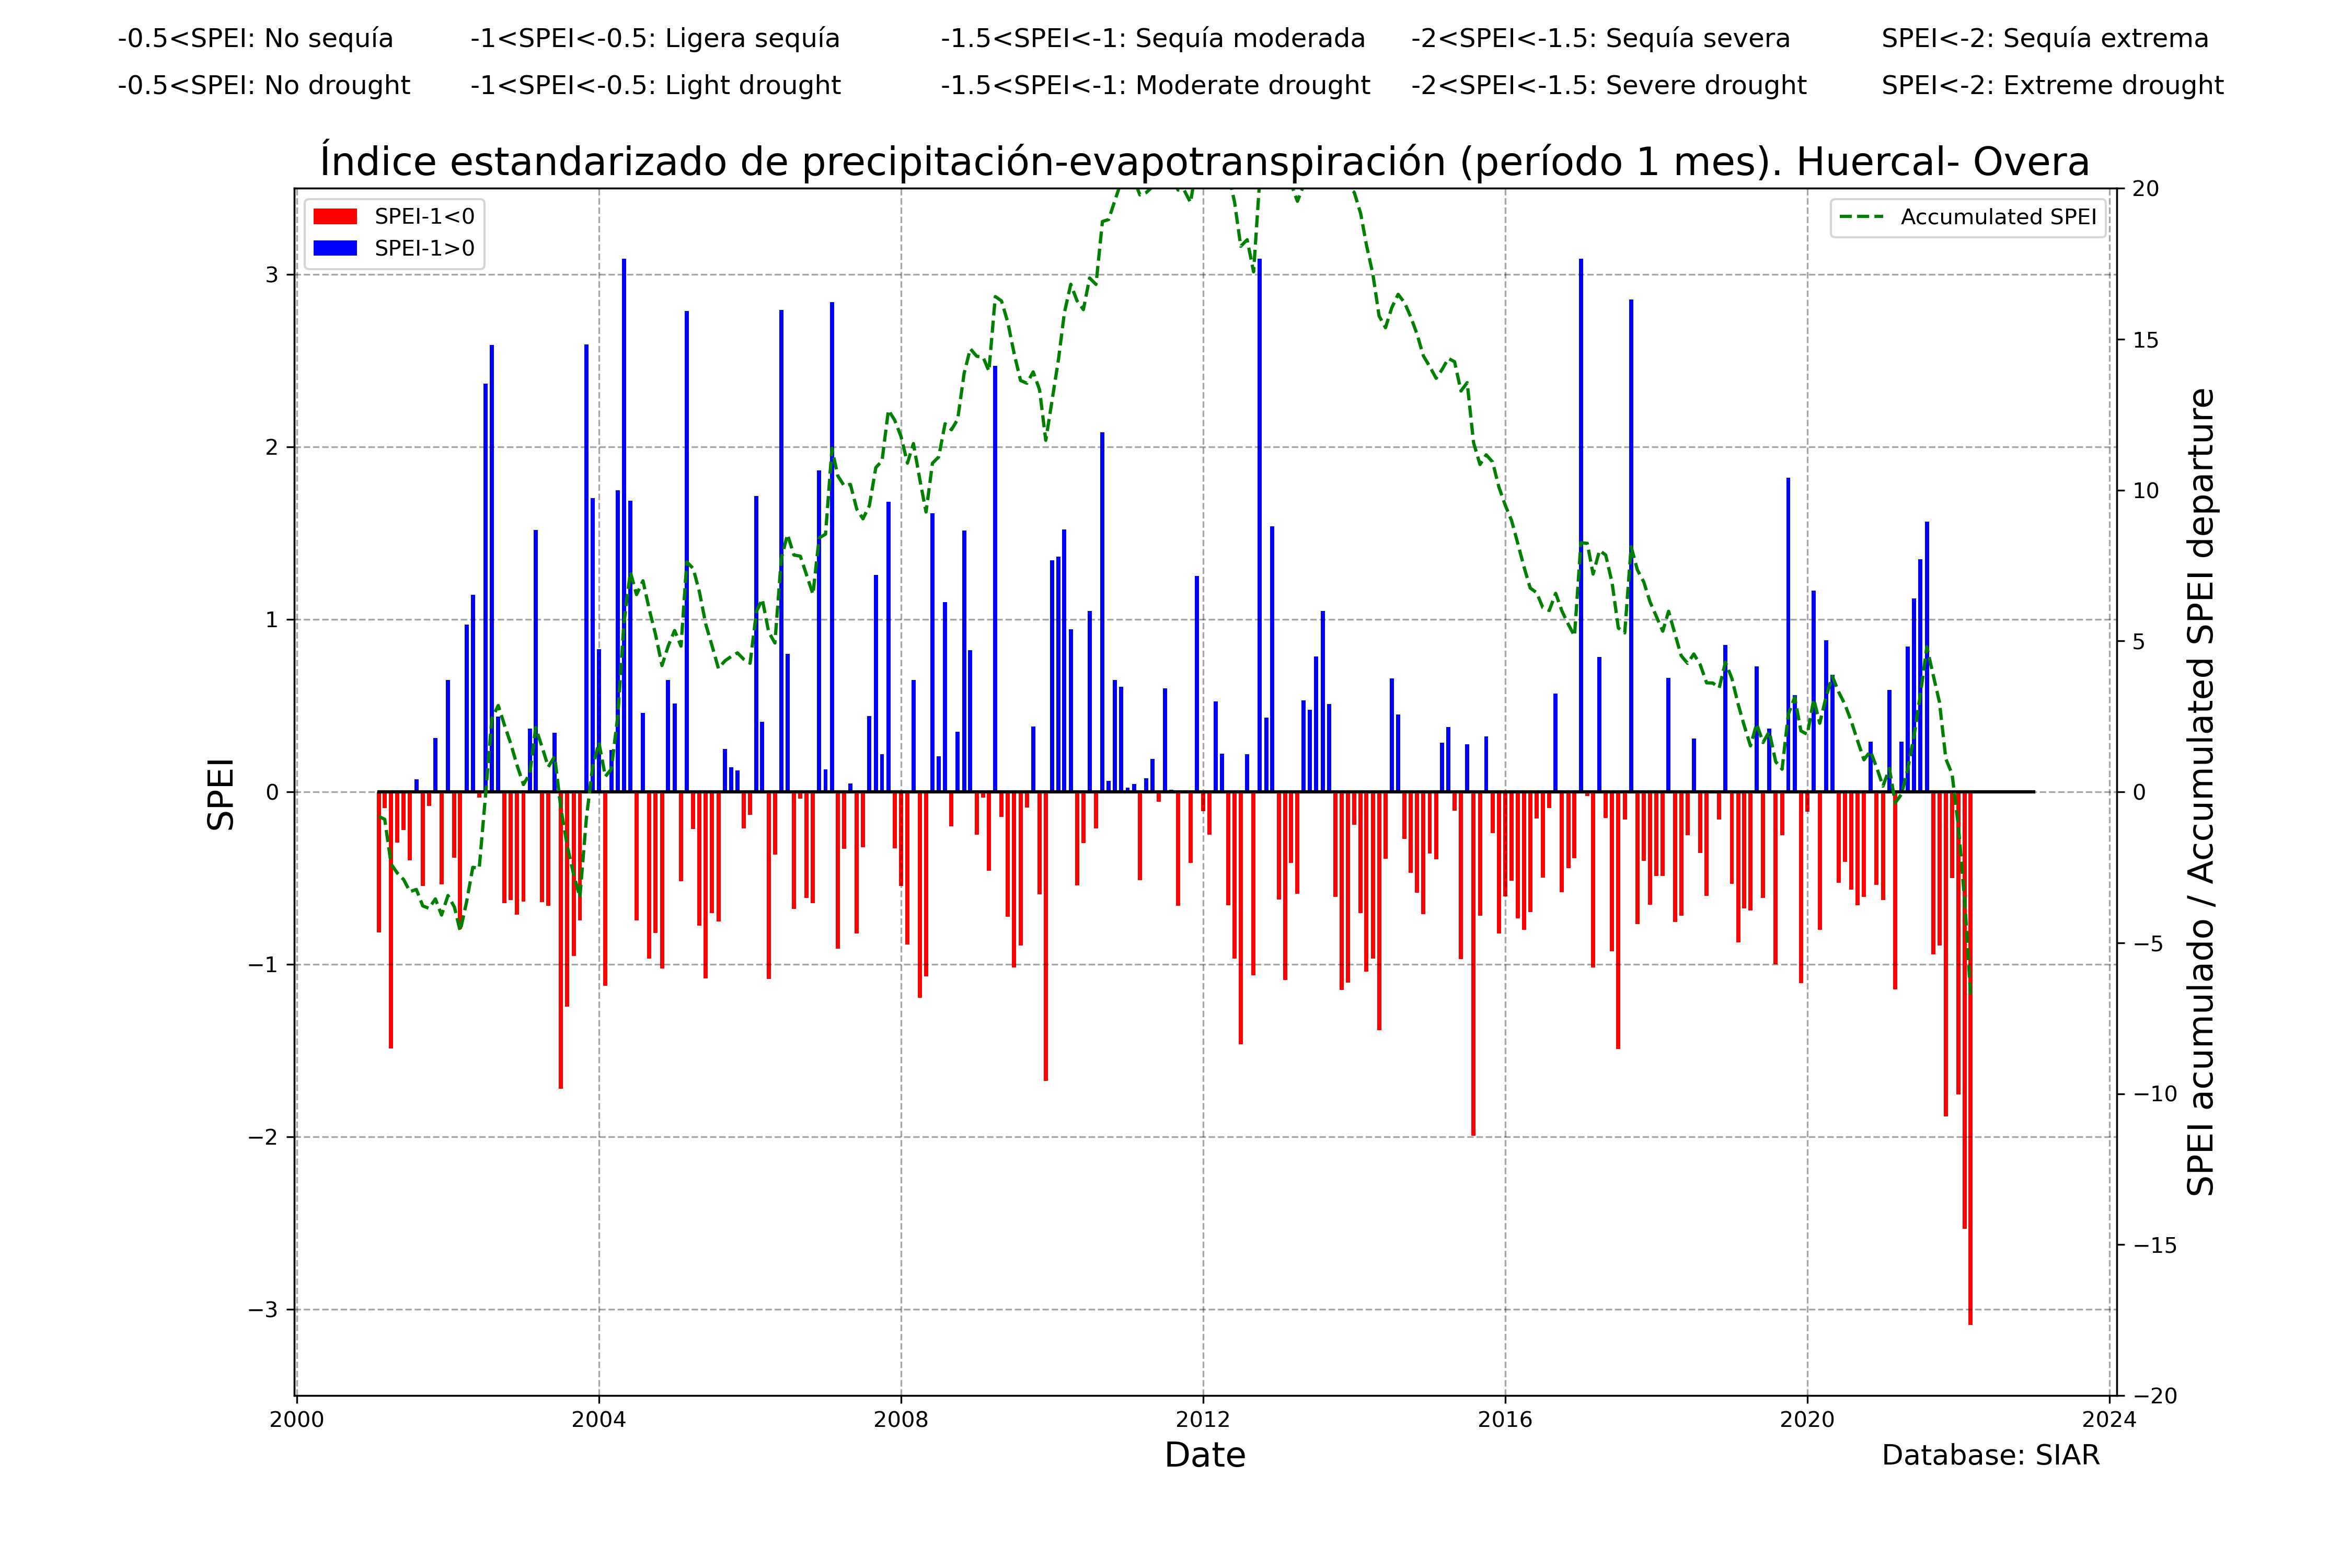 -0.5<SPEI: No sequía -1<SPEI<-0.5: Ligera sequía -1.5<SPEI<-1: Sequía moderada -2<SPEI<-1.5: Sequía severa SPEI<-2: Sequía extrema
-0.5<SPEI: No drought -1<SPEI<-0.5: Light drought -1.5<SPEI<-1: Moderate drought -2<SPEI<-1.5: Severe drought SPEI<-2: Extreme drought
Índice estandarizado de precipitación-evapotranspiración (período 1 mes). Huercal- Overa
SPEI-1<0
SPEI-1>0
Accumulated SPEI
SPEI
3
2
1
0
−1
−2
−3
20
15
10
5
0
−5
−10
−15
−20
SPEI acumulado / Accumulated SPEI departure
2000 2004 2008 2012 2016 2020 2024
Date
Database: SIAR